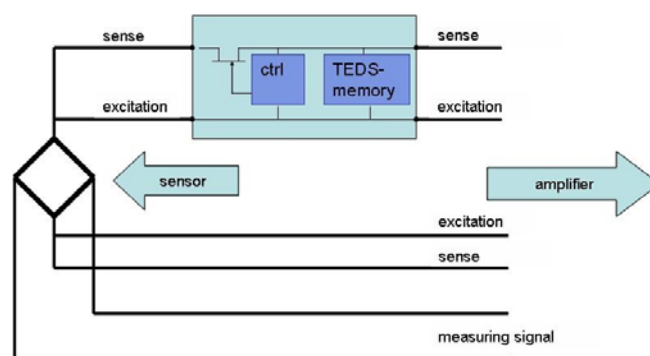 sense
sense
ctrl
TEDS-
memory
excitation
excitation
sensor
amplifier
excitation
sense
measuring signal